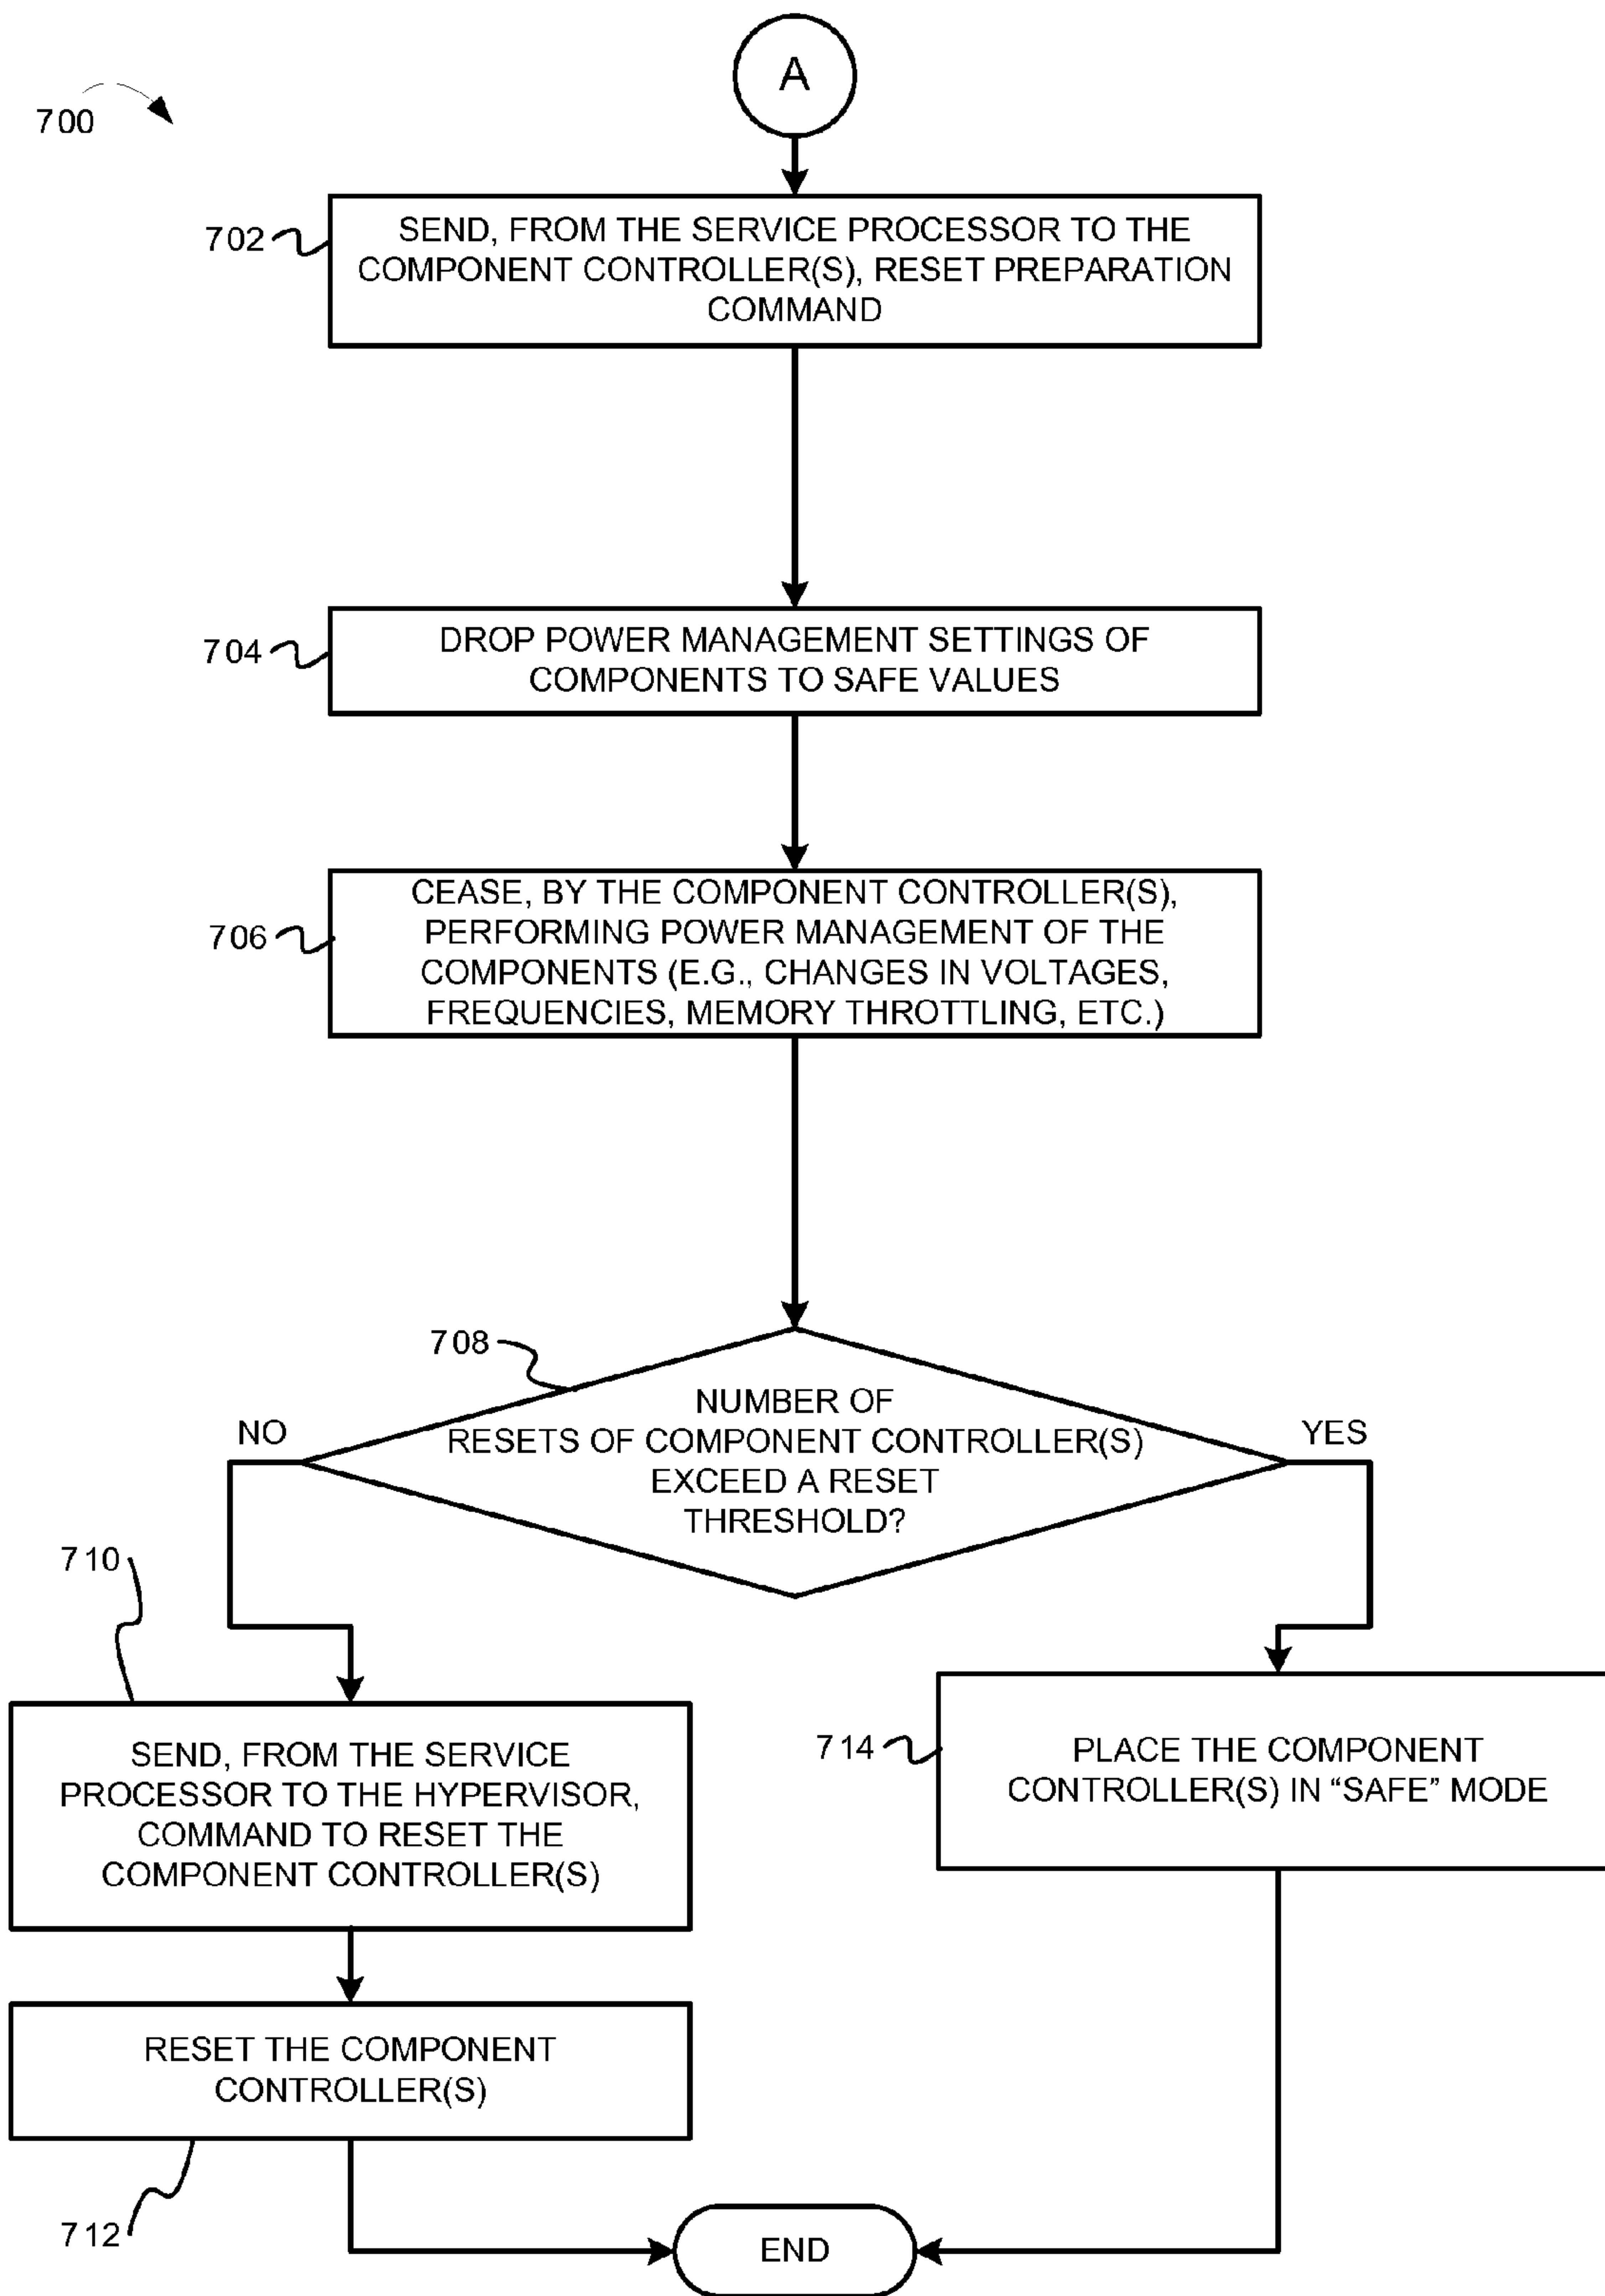 A
700
702
SEND, FROM THE SERVICE PROCESSOR TO THE
COMPONENT CONTROLLER(S), RESET PREPARATION
COMMAND
704
DROP POWER MANAGEMENT SETTINGS OF
COMPONENTS TO SAFE VALUES
706
CEASE, BY THE COMPONENT CONTROLLER(S),
PERFORMING POWER MANAGEMENT OF THE
COMPONENTS (E.G., CHANGES IN VOLTAGES,
FREQUENCIES, MEMORY THROTTLING, ETC.)
708
NUMBER OF
RESETS OF COMPONENT CONTROLLER(S)
EXCEED A RESET
THRESHOLD?
NO
YES
710
SEND, FROM THE SERVICE
PROCESSOR TO THE HYPERVISOR,
COMMAND TO RESET THE
COMPONENT CONTROLLER(S)
714
PLACE THE COMPONENT
CONTROLLER(S) IN “SAFE” MODE
RESET THE COMPONENT
CONTROLLER(S)
712
END